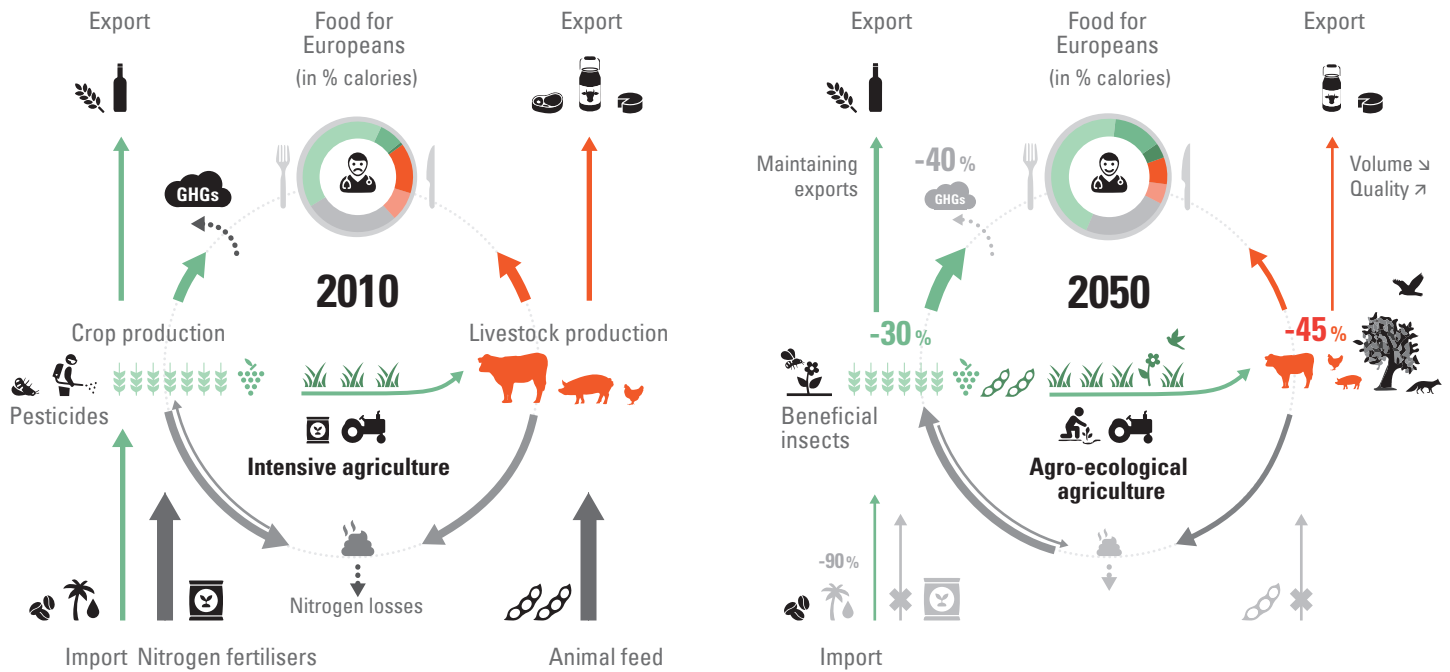 Export
Food for
Europeans
(in % calories)
Export
GHGs
2010
Crop production
Livestock production
Pesticides
Intensive agriculture
Nitrogen losses
Import
Nitrogen fertilisers
Animal feed
Export
Food for
Europeans
(in % calories)
Export
Maintaining
exports
-40 %
GHGs
Volume ↘
Quality ↗
2050
-30 %
-45 %
Beneficial
insects
Agro-ecological
agriculture
-90%
Import